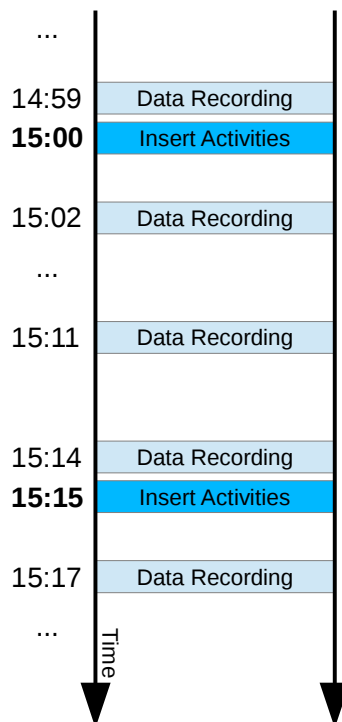 ...
14:59 Data Recording
15:00 Insert Activities
15:02 Data Recording
...
15:11 Data Recording
15:14 Data Recording
15:15 Insert Activities
15:17 Data Recording
...
Time